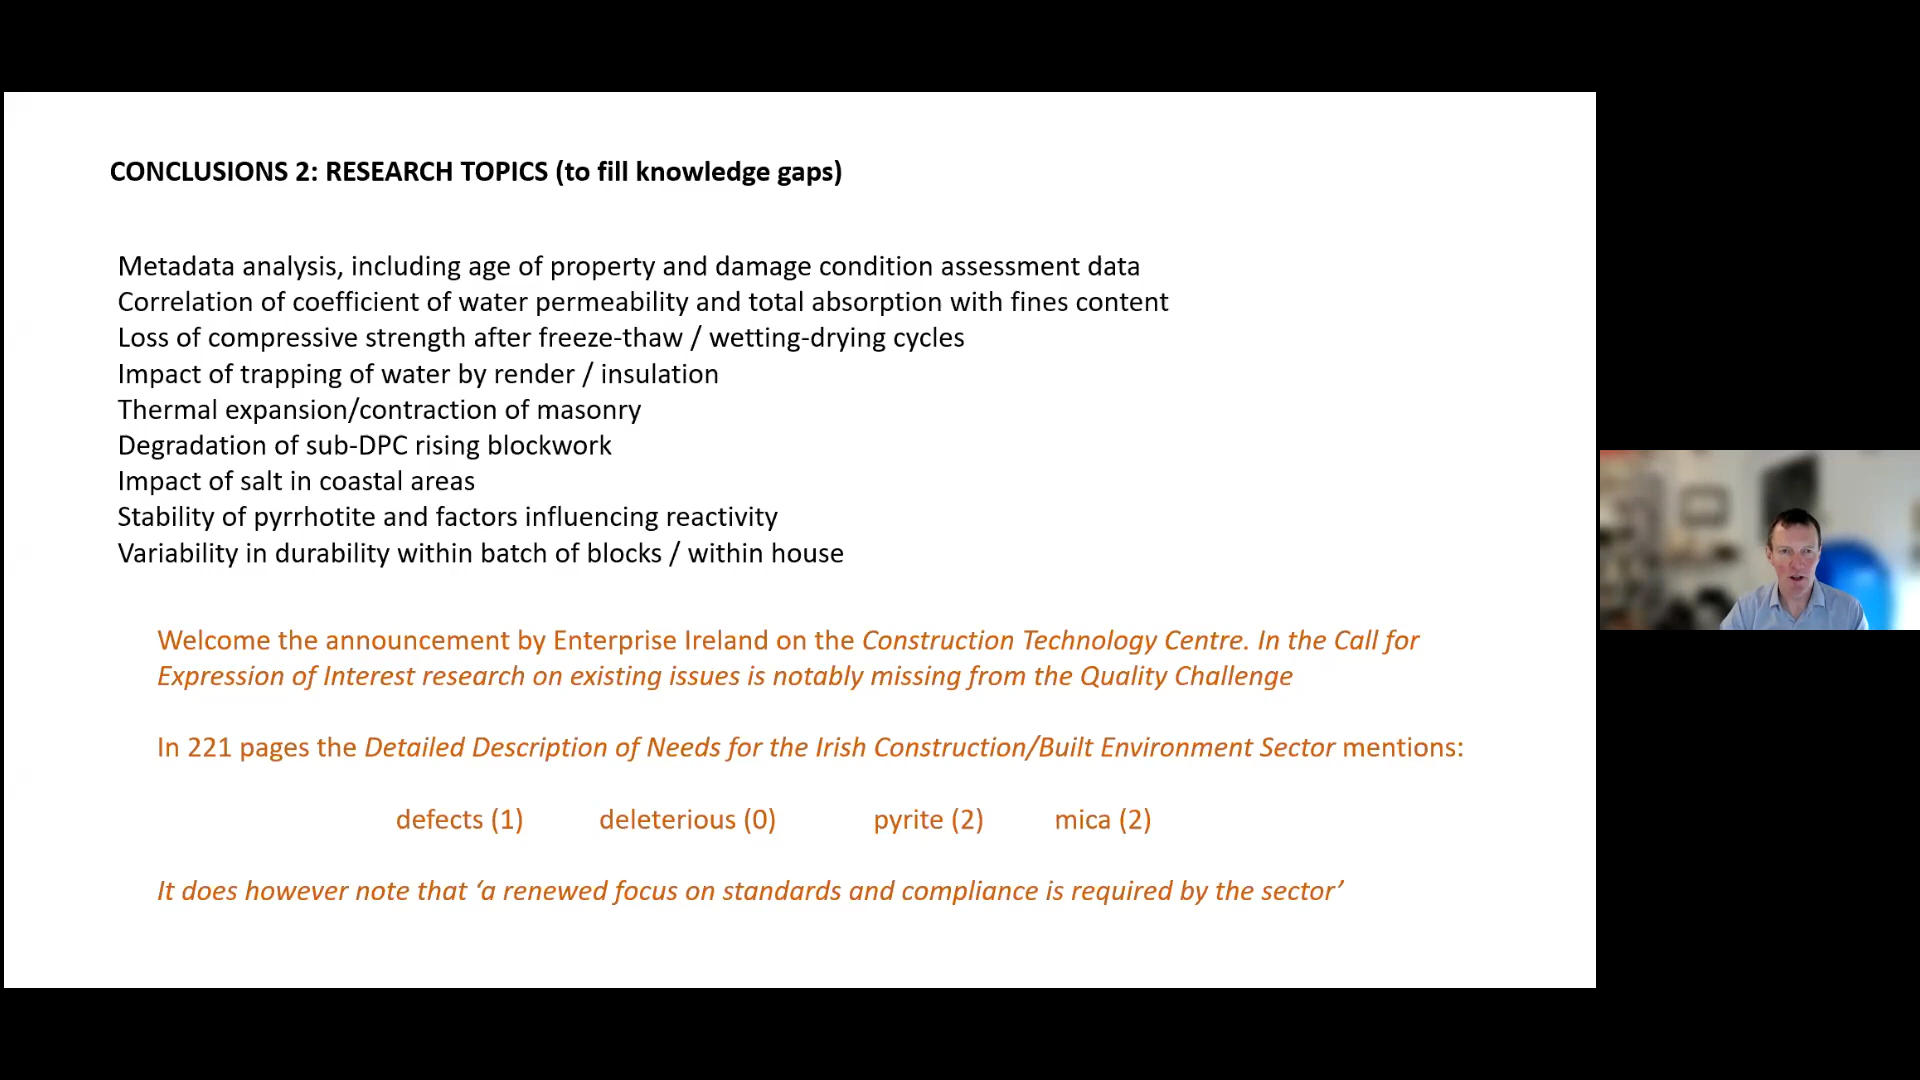 CONCLUSIONS 2: RESEARCH TOPICS (to fill knowledge gaps)
Metadata analysis, including age of property and damage condition assessment data
Correlation of coefficient of water permeability and total absorption with fines content
Loss of compressive strength after freeze-thaw / wetting-drying cycles
Impact of trapping of water by render / insulation
Thermal expansion/contraction of masonry
Degradation of sub-DPC rising blockwork
Impact of salt in coastal areas
Stability of pyrrhotite and factors influencing reactivity
Variability in durability within batch of blocks / within house
Welcome the announcement by Enterprise Ireland on the Construction Technology Centre. In the Call for
Expression of Interest research on existing issues is notably missing from the Quality Challenge
In 221 pages the Detailed Description of Needs for the Irish Construction/Built Environment Sector mentions:
defects (1) deleterious (0) pyrite (2) mica (2)
It does however note that ‘a renewed focus on standards and compliance is required by the sector’